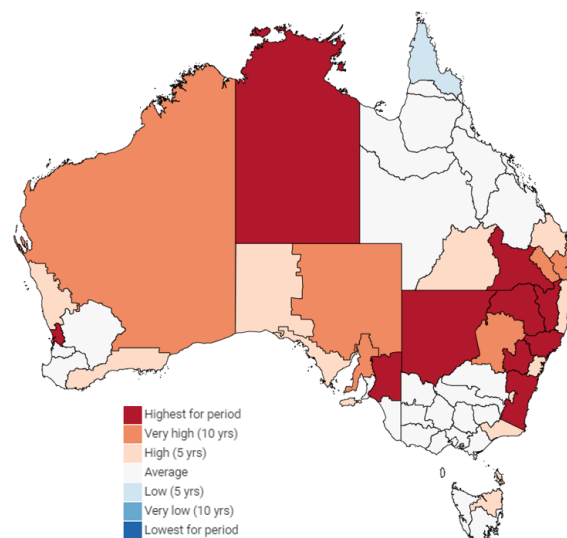 Highest for period
Very high (10 yrs)
High (5 yrs)
Average
Low (5 yrs)
Very low (10 yrs)
Lowest for period